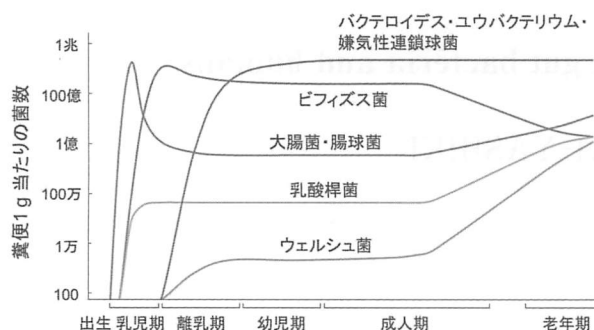 バクテロイデス・ユウバクテリウム・
嫌気性連鎖球菌
1兆
100億
1億
100万
1万
100
糞便1g当たりの菌数
ビフィズス菌
大腸菌・腸球菌
乳酸桿菌
ウェルシュ菌
出生 乳児期 離乳期 幼児期 成人期 老年期